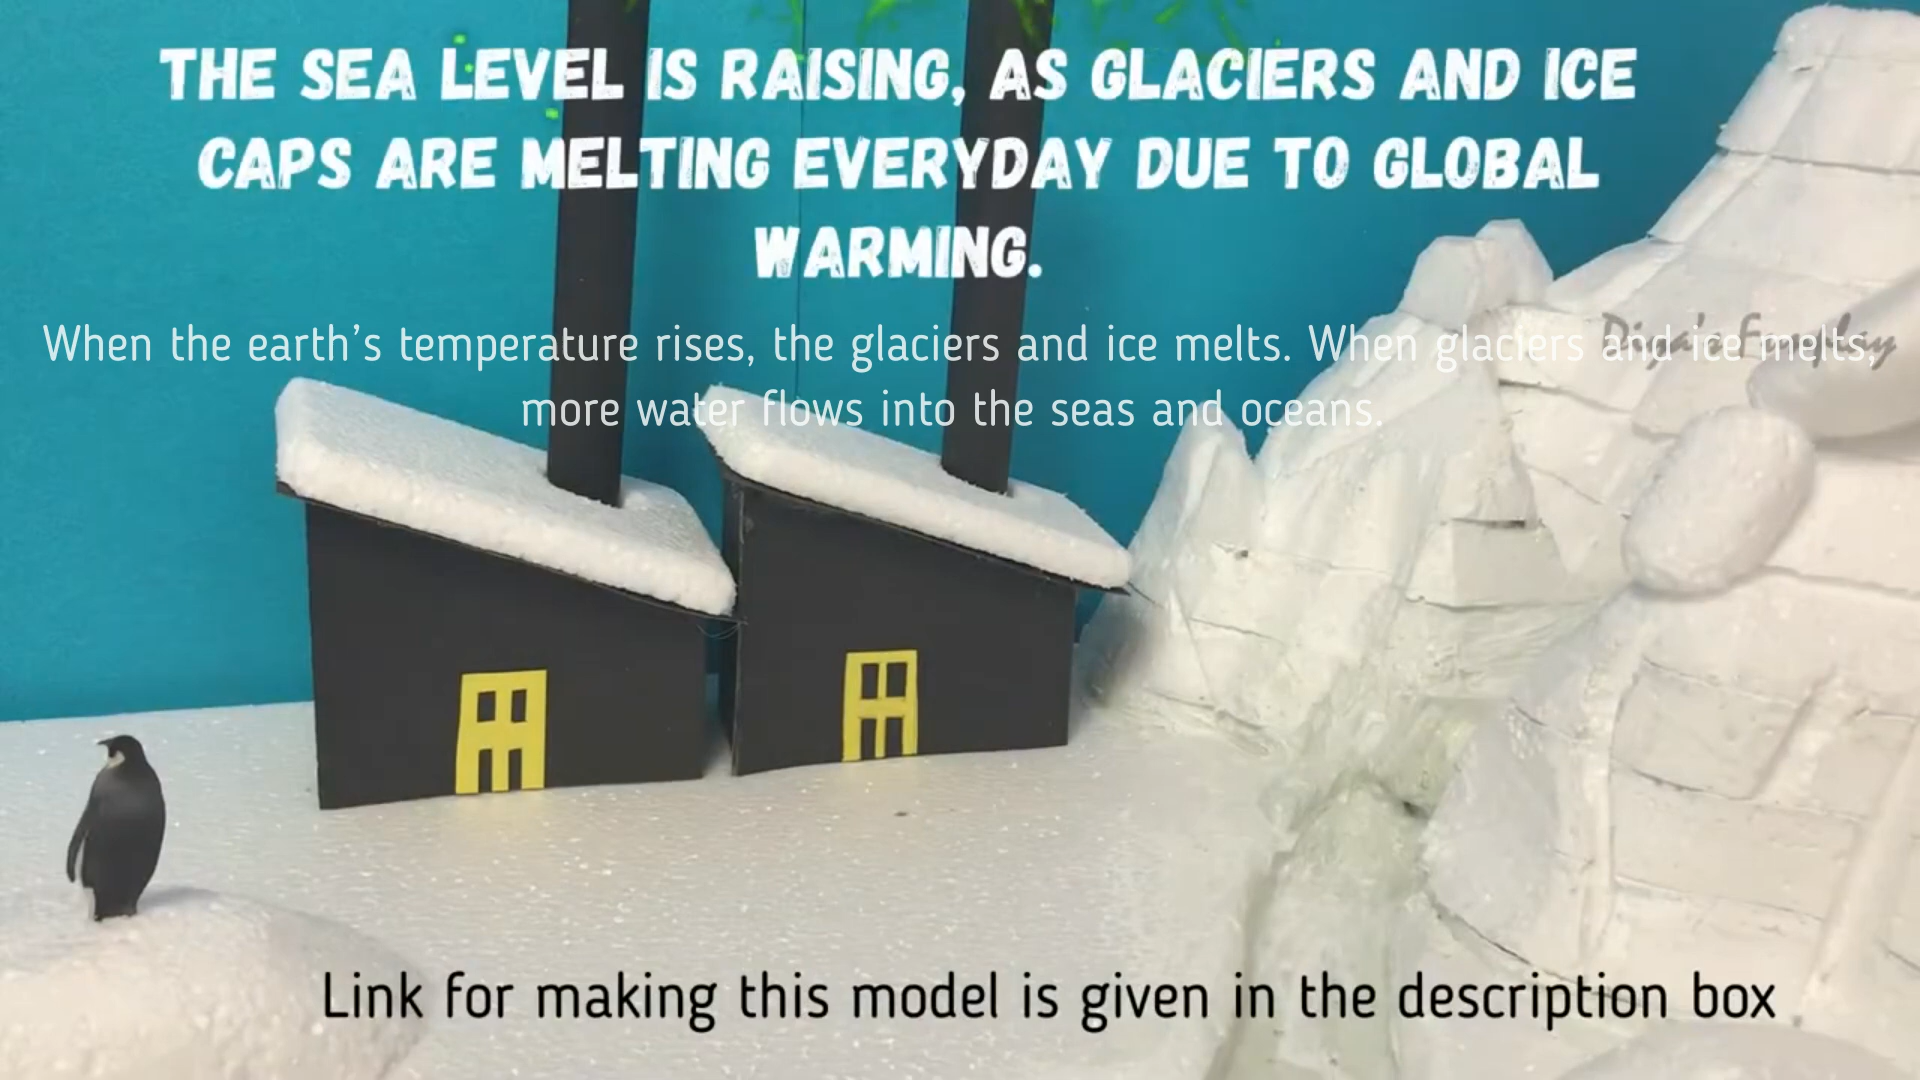 THE SEA LEVEL IS RAISING, AS GLACIERS AND ICE
CAPS ARE MELTING EVERYDAY DUE TO GLOBAL
WARMING.
When the earth’s temperature rises, the glaciers and ice melts. When glaciers and ice melts,
more water flows into the seas and oceans.
Link for making this model is given in the description box